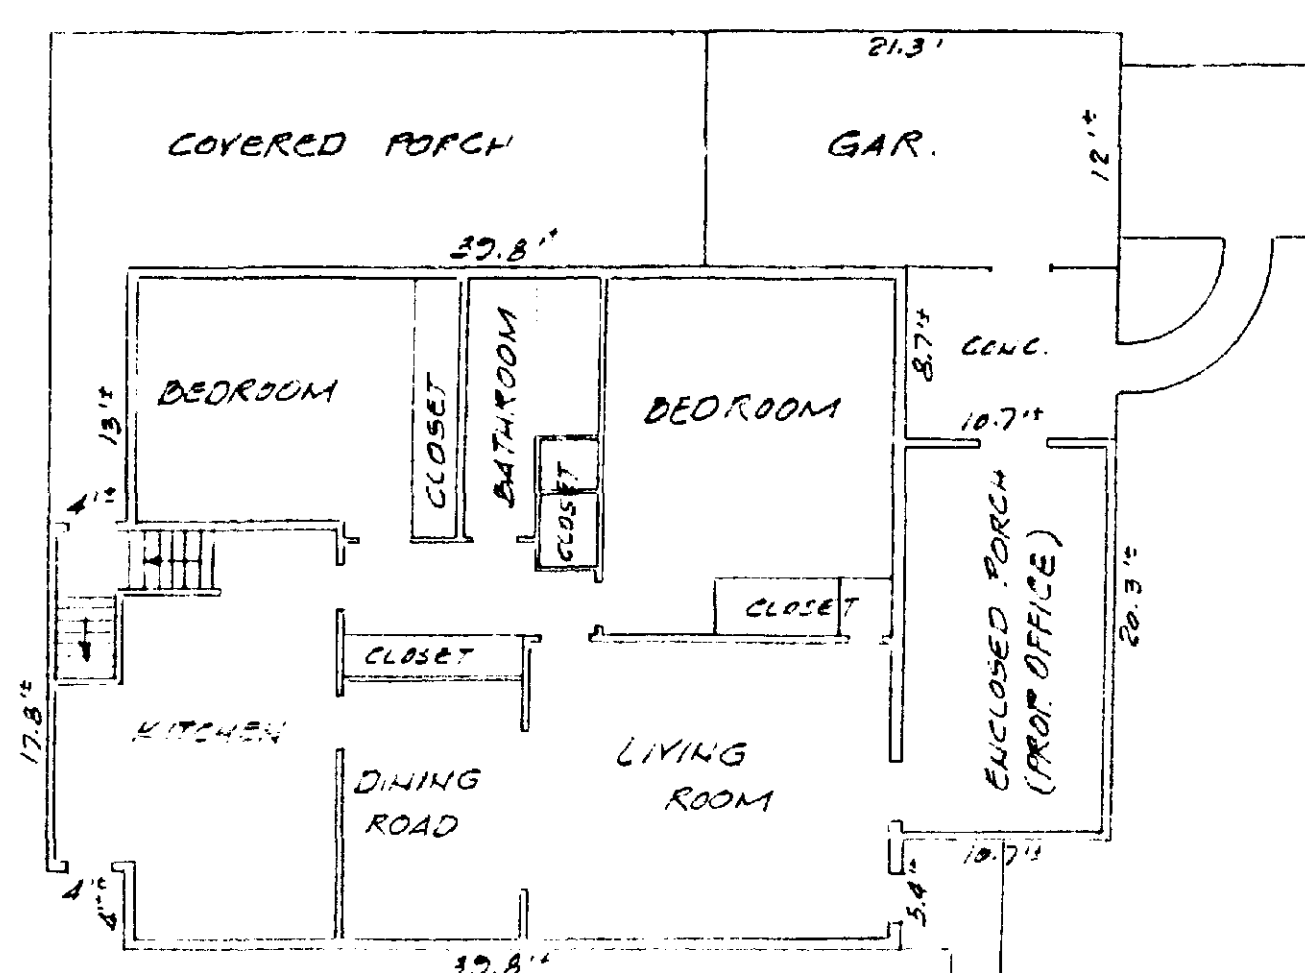 21.3'
COVERED PORCH
GAR.
12'±
39.8'±
8.7'±
CONC.
BEDROOM
CLOSET
BATHROOM
BEDROOM
13'±
10.7'±
4'±
CLOSET
ENCLOSED PORCH
(PROP. OFFICE)
20.3'±
CLOSET
CLOSET
17.8'±
KITCHEN
LIVING
ROOM
DINING
ROAD
10.7'±
4'±
4'±
5.4'±
39.8'±